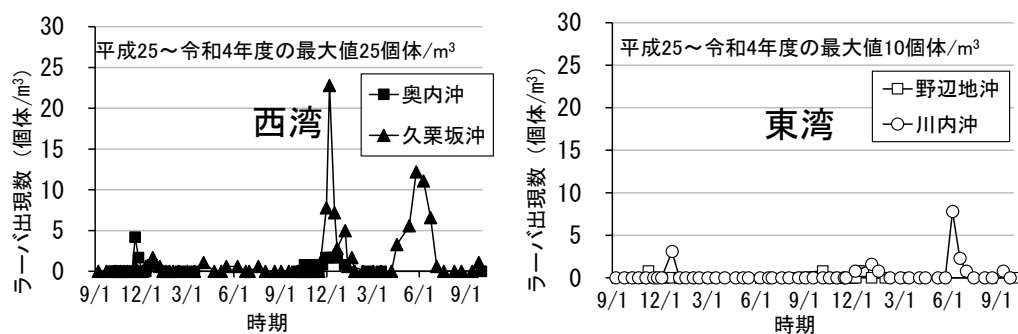 ラーバ出現数（個体/m³）
30
25
20
15
10
5
0
平成25～令和4年度の最大値25個体/m³
西湾
奥内沖
久栗坂沖
9/1 12/1 3/1 6/1 9/1 12/1 3/1 6/1 9/1
時期
ラーバ出現数（個体/m³）
30
25
20
15
10
5
0
平成25～令和4年度の最大値10個体/m³
東湾
野辺地沖
川内沖
9/1 12/1 3/1 6/1 9/1 12/1 3/1 6/1 9/1
時期